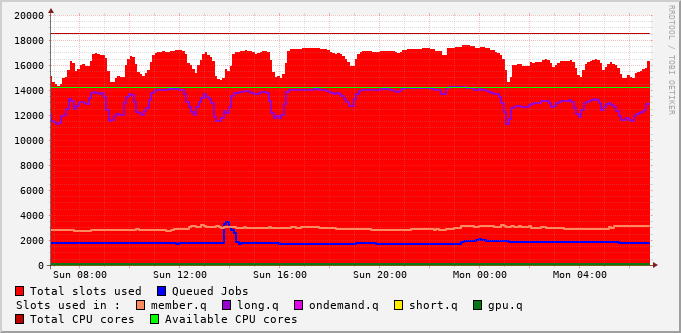 RRDTOOL / TOBI OETIKER
20000
18000
16000
14000
12000
10000
8000
6000
4000
2000
0
Sun 08:00 Sun 12:00 Sun 16:00 Sun 20:00 Mon 00:00 Mon 04:00
Total slots used Queued Jobs
Slots used in : member.q long.q ondemand.q short.q gpu.q
Total CPU cores Available CPU cores